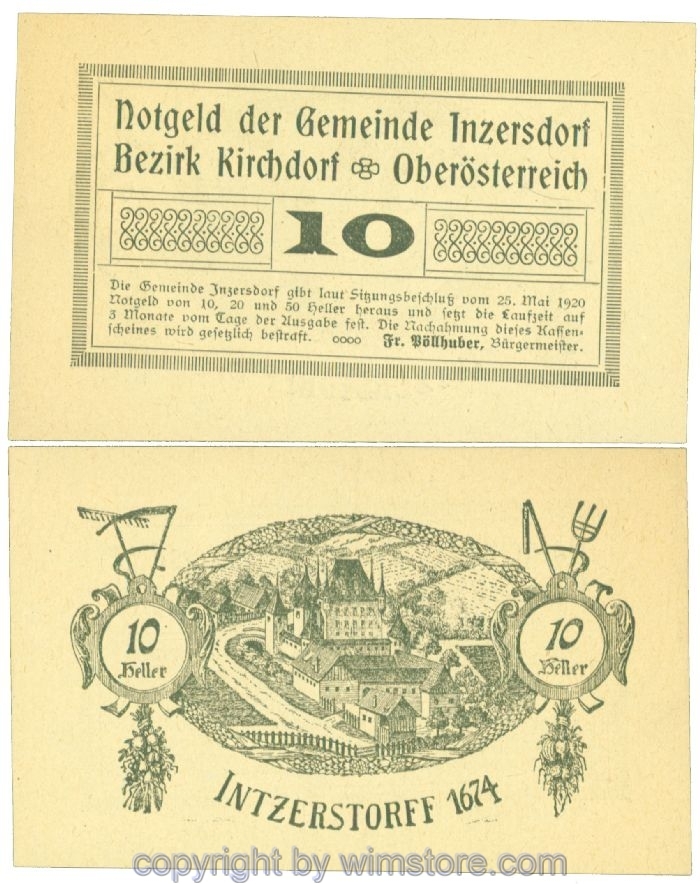 Notgeld der Gemeinde Inzersdorf
Bezirk Kirchdorf Oberösterreich
10
Die Gemeinde Inzersdorf gibt laut Sitzungsbeschluß vom 25. Mai 1920
Notgeld von 10, 20 und 50 Heller heraus und setzt die Laufzeit auf
3 Monate vom Tage der Ausgabe fest. Die Nachahmung dieses Kassen-
scheines wird gesetzlich bestraft. oooo Fr. Pöllhuber, Bürgermeister.
10
Heller
10
Heller
INTZERSTORFF 1674
copyright by wimstore.com